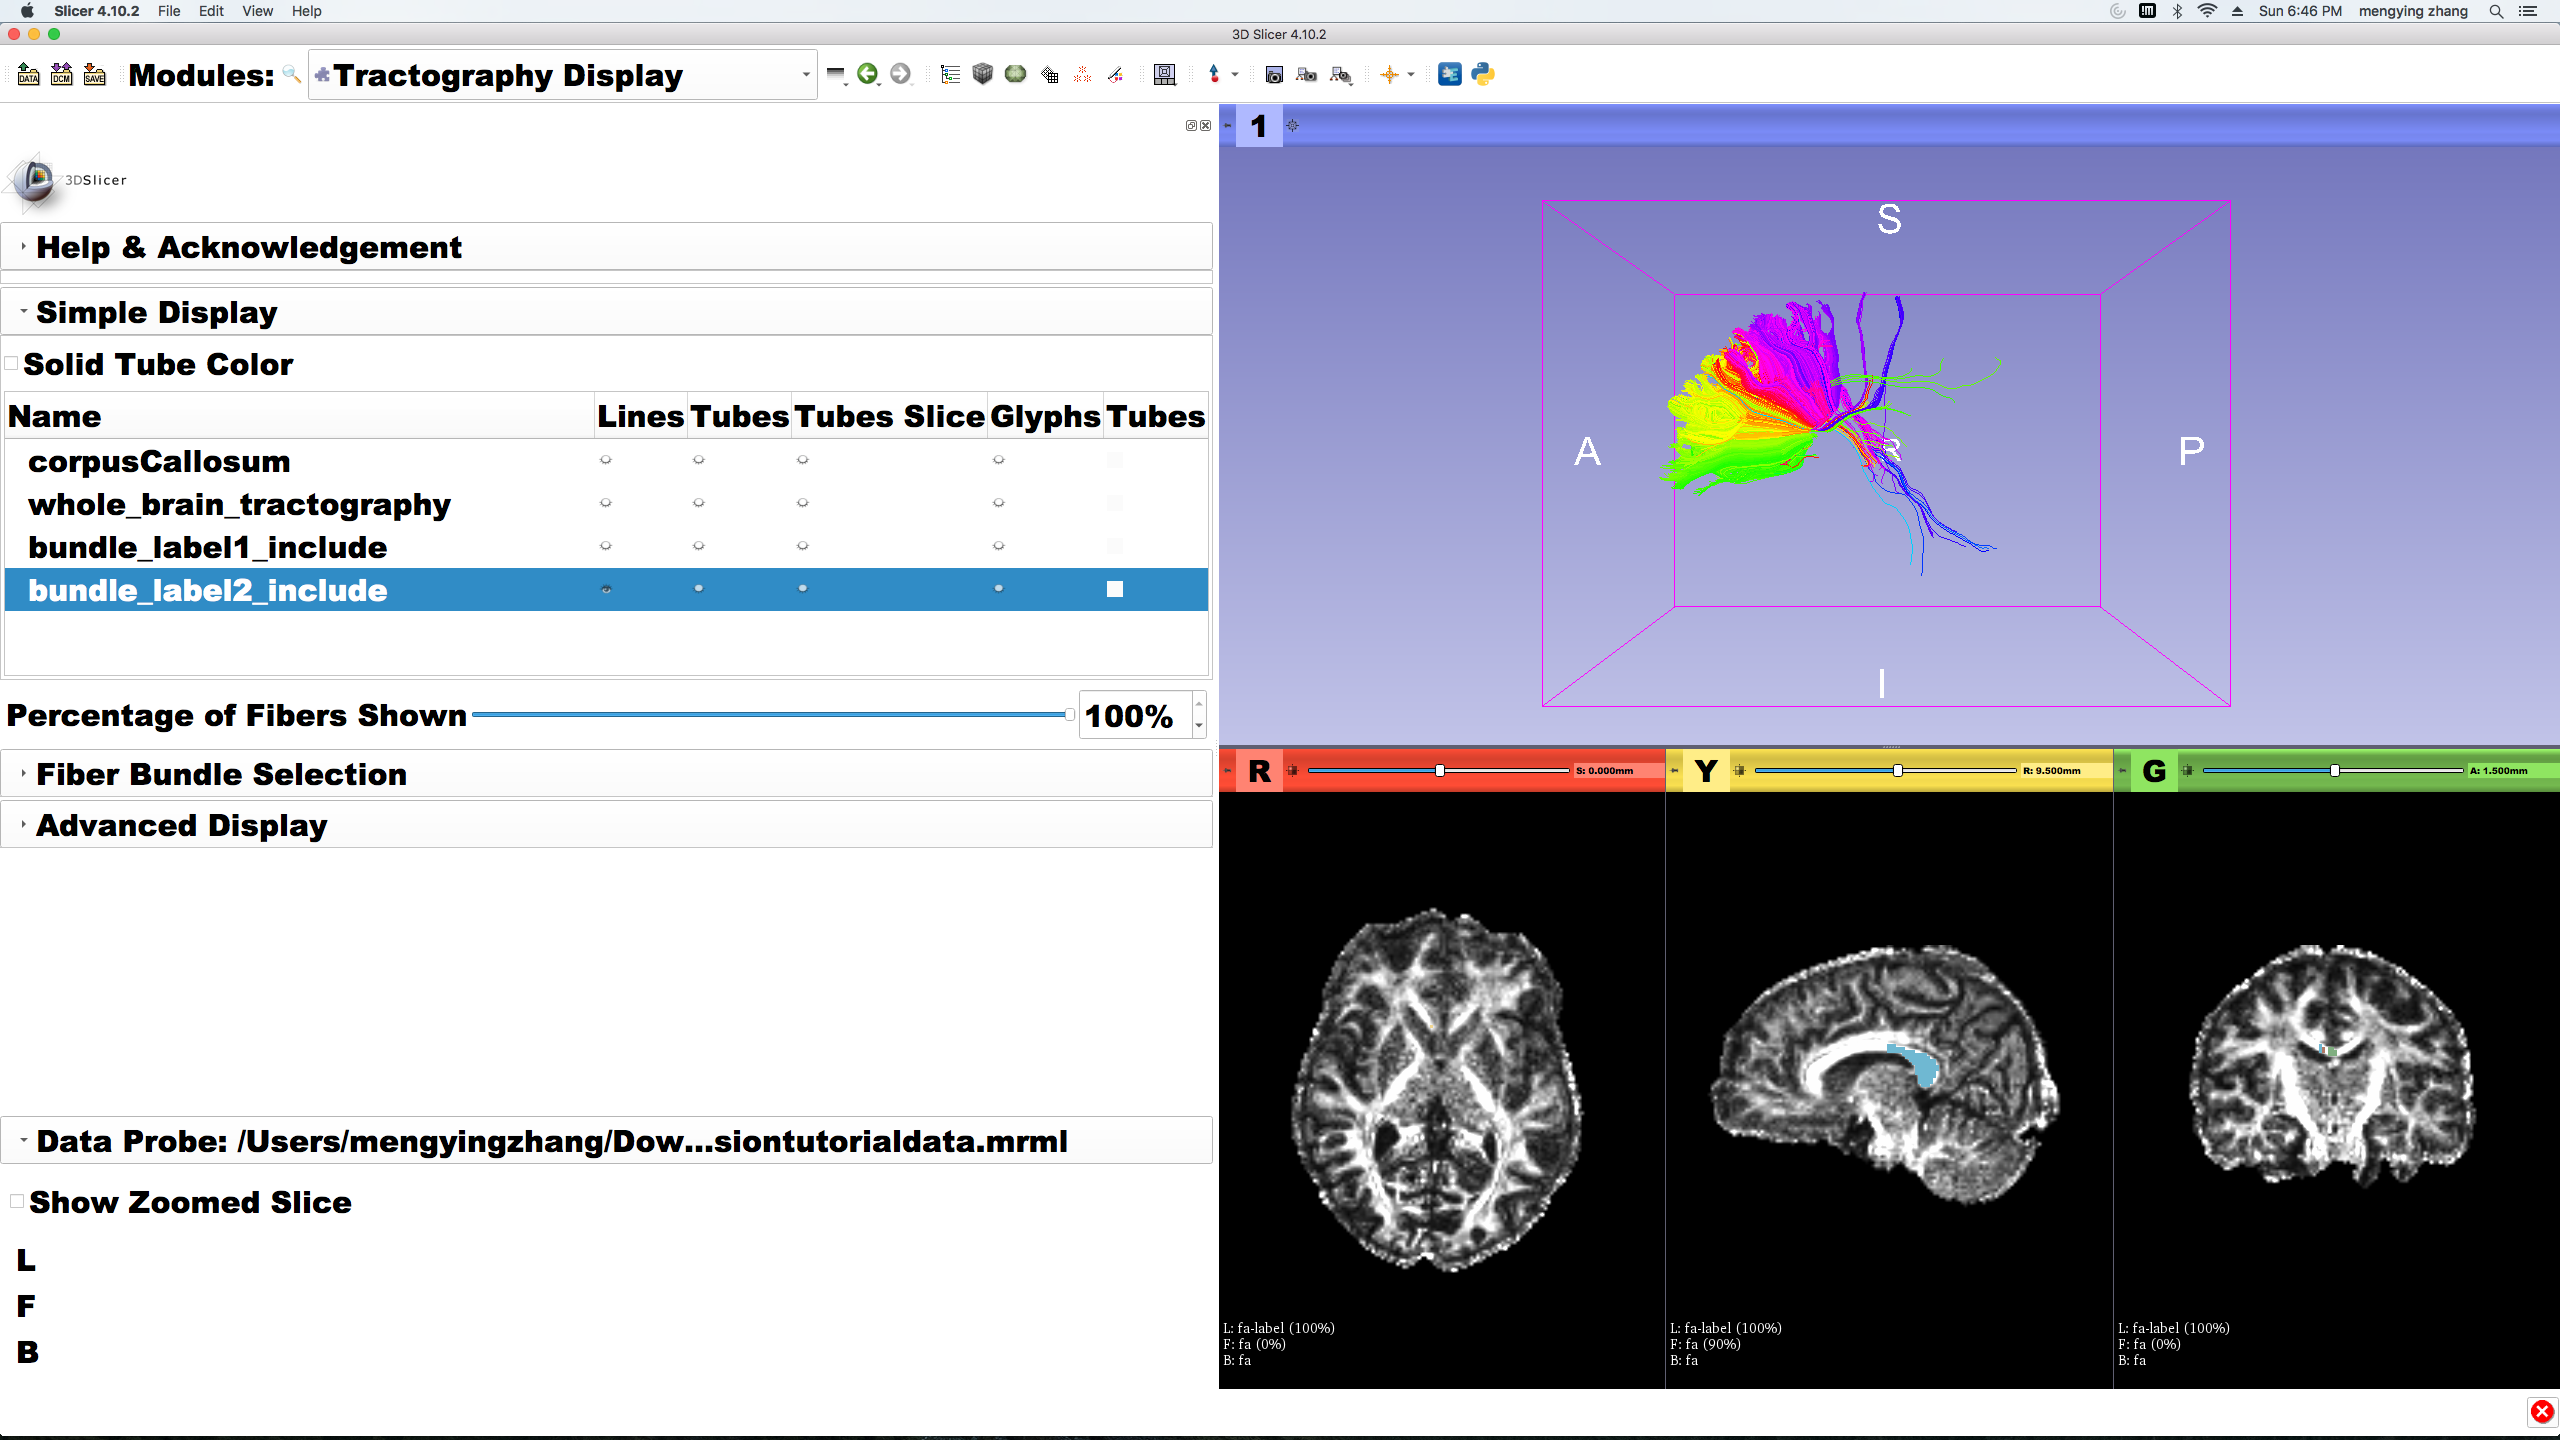 Slicer 4.10.2 File Edit View Help Sun 6:46 PM mengying zhang
3D Slicer 4.10.2
DATA DCM SAVE Modules: Tractography Display
1
3DSlicer
Help & Acknowledgement
Simple Display
Solid Tube Color
Name Lines Tubes Tubes Slice Glyphs Tubes
corpusCallosum
whole_brain_tractography
bundle_label1_include
bundle_label2_include
Percentage of Fibers Shown 100%
Fiber Bundle Selection
Advanced Display
Data Probe: /Users/mengyingzhang/Dow...siontutorialdata.mrml
Show Zoomed Slice
L
F
B
S
A R P
I
R S: 0.000mm Y R: 9.500mm G A: 1.500mm
L: fa-label (100%)
F: fa (0%)
B: fa
L: fa-label (100%)
F: fa (90%)
B: fa
L: fa-label (100%)
F: fa (0%)
B: fa